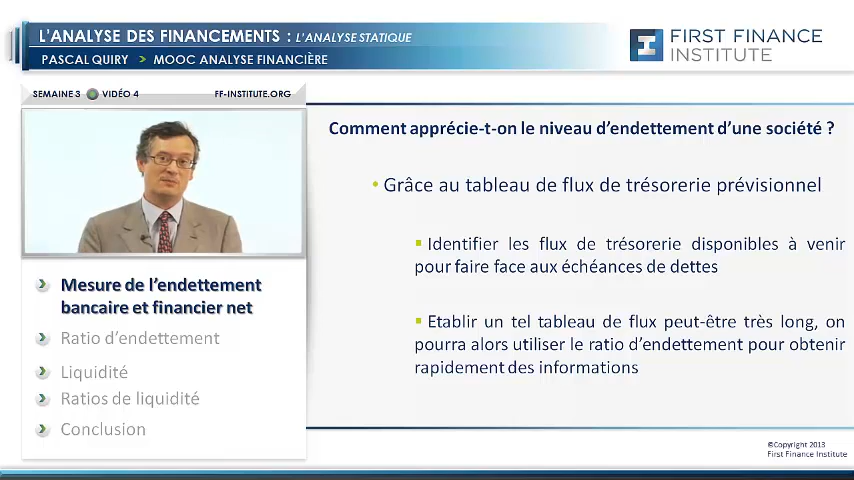 L'ANALYSE DES FINANCEMENTS : L'ANALYSE STATIQUE
PASCAL QUIRY > MOOC ANALYSE FINANCIÈRE
FIRST FINANCE
INSTITUTE
SEMAINE 3 VIDÉO 4 FF-INSTITUTE.ORG
Mesure de l'endettement
bancaire et financier net
Ratio d'endettement
Liquidité
Ratios de liquidité
Conclusion
Comment apprécie-t-on le niveau d'endettement d'une société ?
• Grâce au tableau de flux de trésorerie prévisionnel
Identifier les flux de trésorerie disponibles à venir
pour faire face aux échéances de dettes
Etablir un tel tableau de flux peut-être très long, on
pourra alors utiliser le ratio d'endettement pour obtenir
rapidement des informations
©Copyright 2013
First Finance Institute